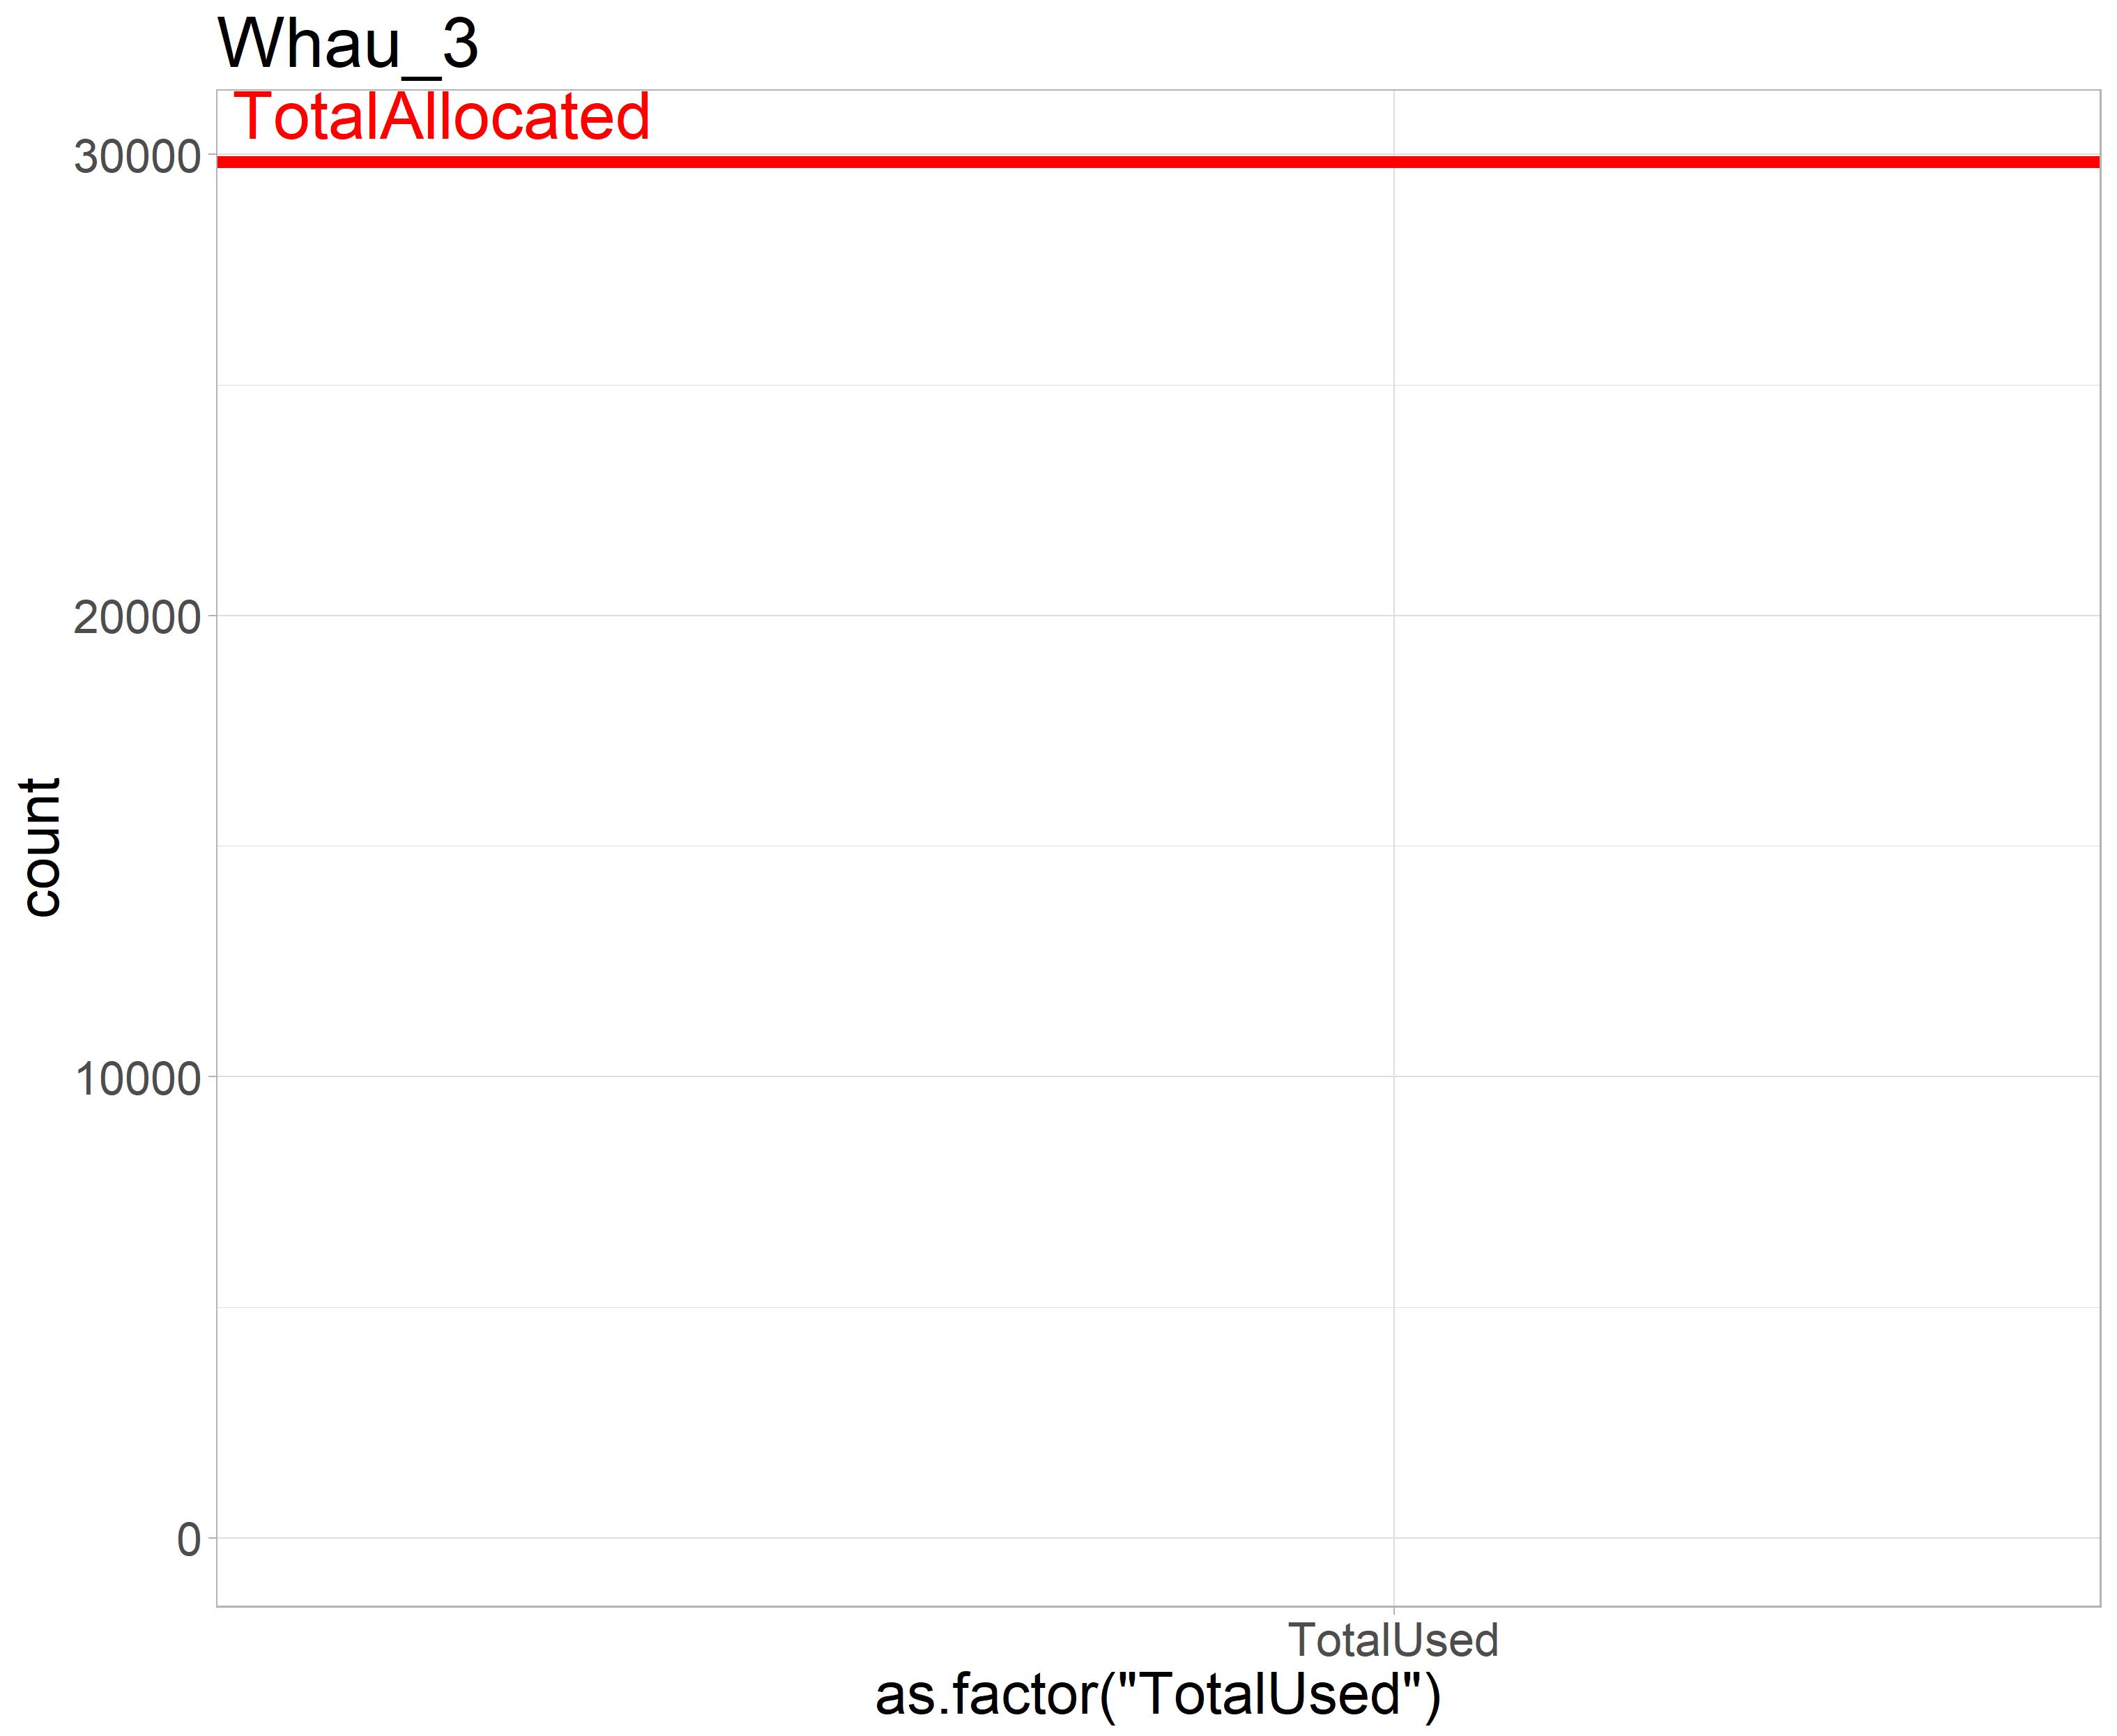 Whau_3
TotalAllocated
30000
20000
10000
0
count
TotalUsed
as.factor("TotalUsed")